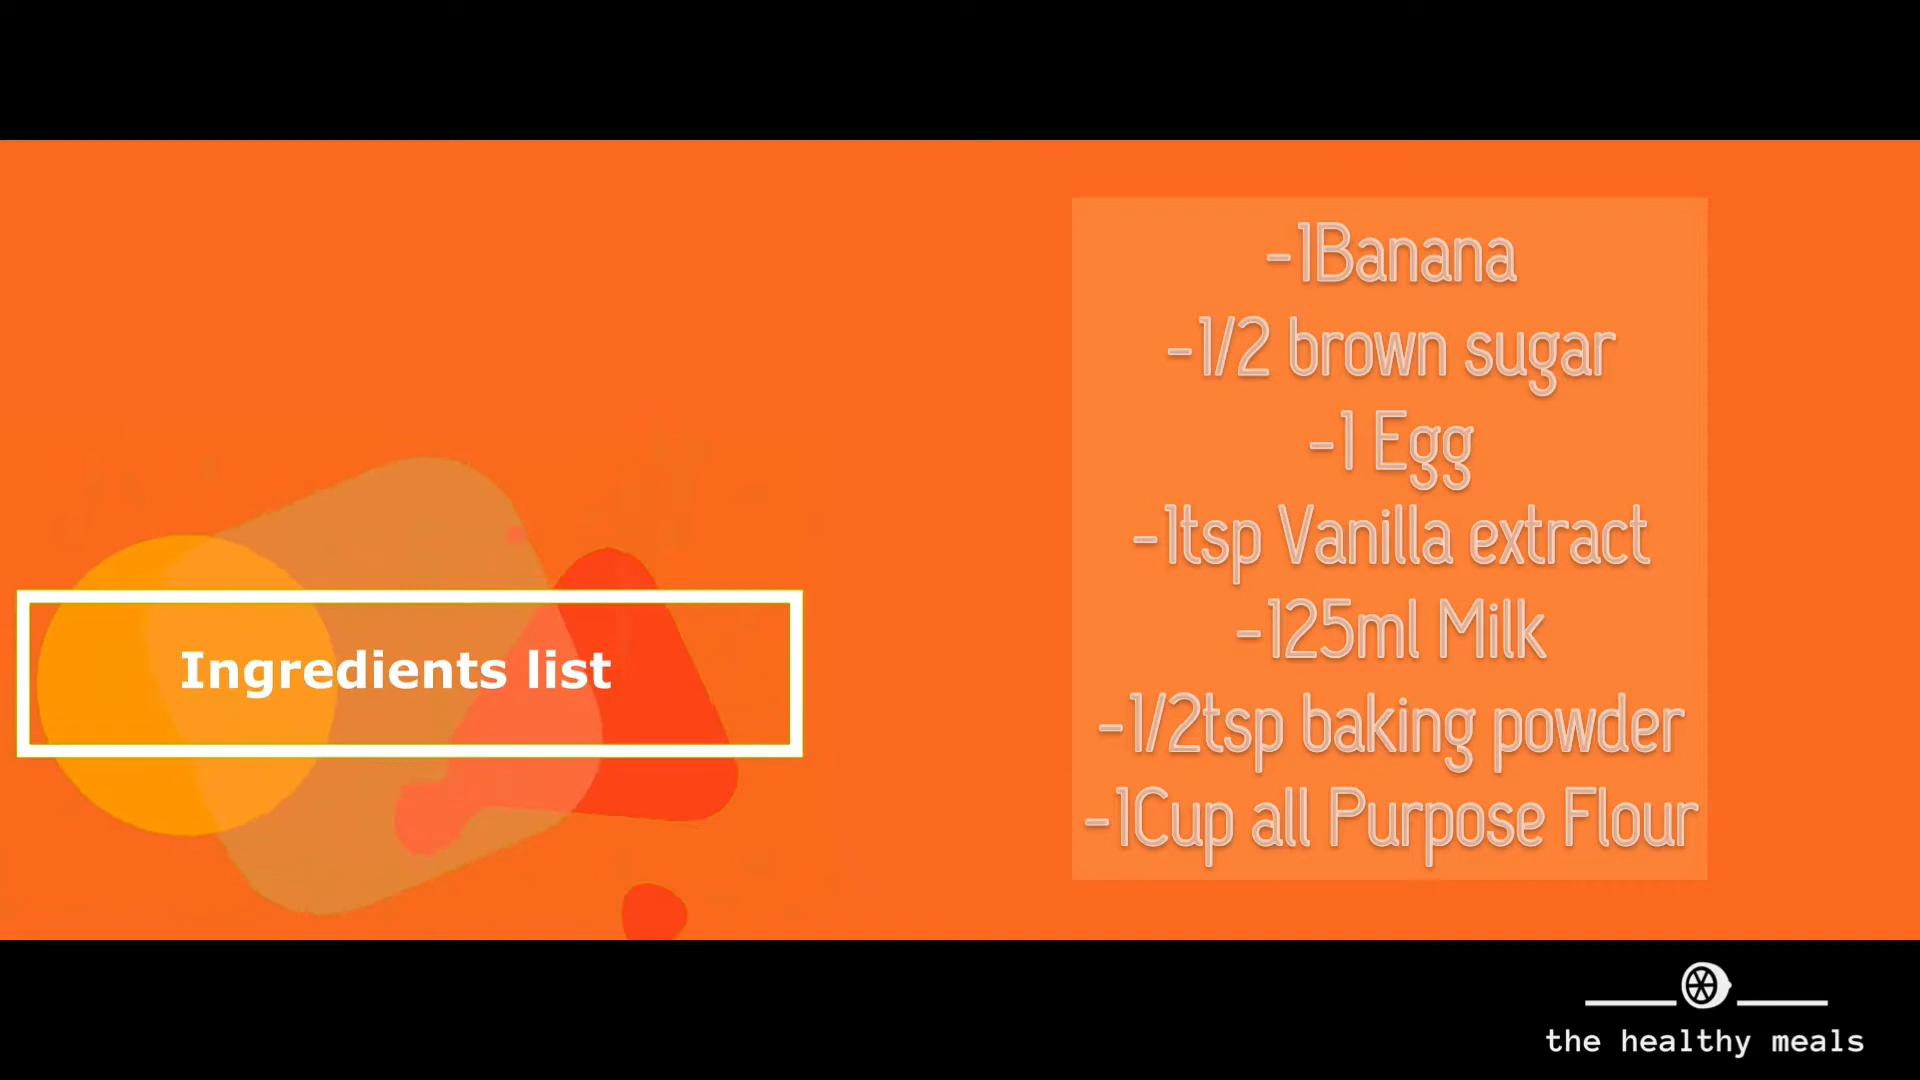 Ingredients list
-1Banana
-1/2 brown sugar
-1 Egg
-1tsp Vanilla extract
-125ml Milk
-1/2tsp baking powder
-1Cup all Purpose Flour
the healthy meals